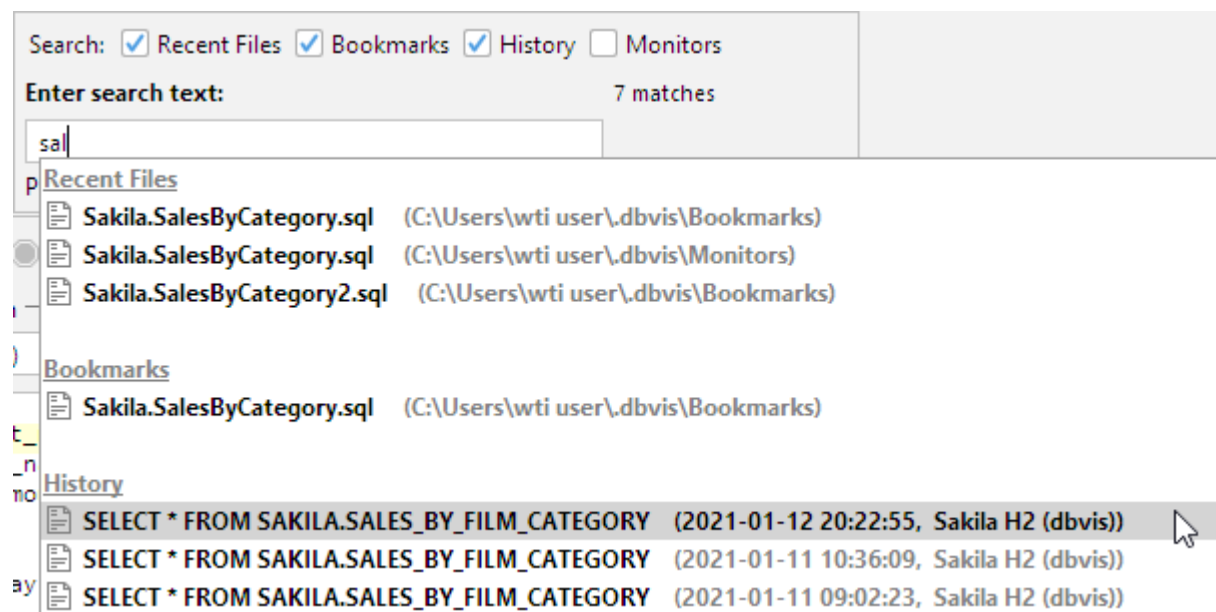 Search: Recent Files Bookmarks History Monitors
Enter search text: 7 matches
sal
p
Recent Files
Sakila.SalesByCategory.sql (C:\Users\wti user\.dbvis\Bookmarks)
Sakila.SalesByCategory.sql (C:\Users\wti user\.dbvis\Monitors)
Sakila.SalesByCategory2.sql (C:\Users\wti user\.dbvis\Bookmarks)
)
Bookmarks
Sakila.SalesByCategory.sql (C:\Users\wti user\.dbvis\Bookmarks)
t_
_n
mo
History
SELECT * FROM SAKILA.SALES_BY_FILM_CATEGORY (2021-01-12 20:22:55, Sakila H2 (dbvis))
SELECT * FROM SAKILA.SALES_BY_FILM_CATEGORY (2021-01-11 10:36:09, Sakila H2 (dbvis))
ay
SELECT * FROM SAKILA.SALES_BY_FILM_CATEGORY (2021-01-11 09:02:23, Sakila H2 (dbvis))